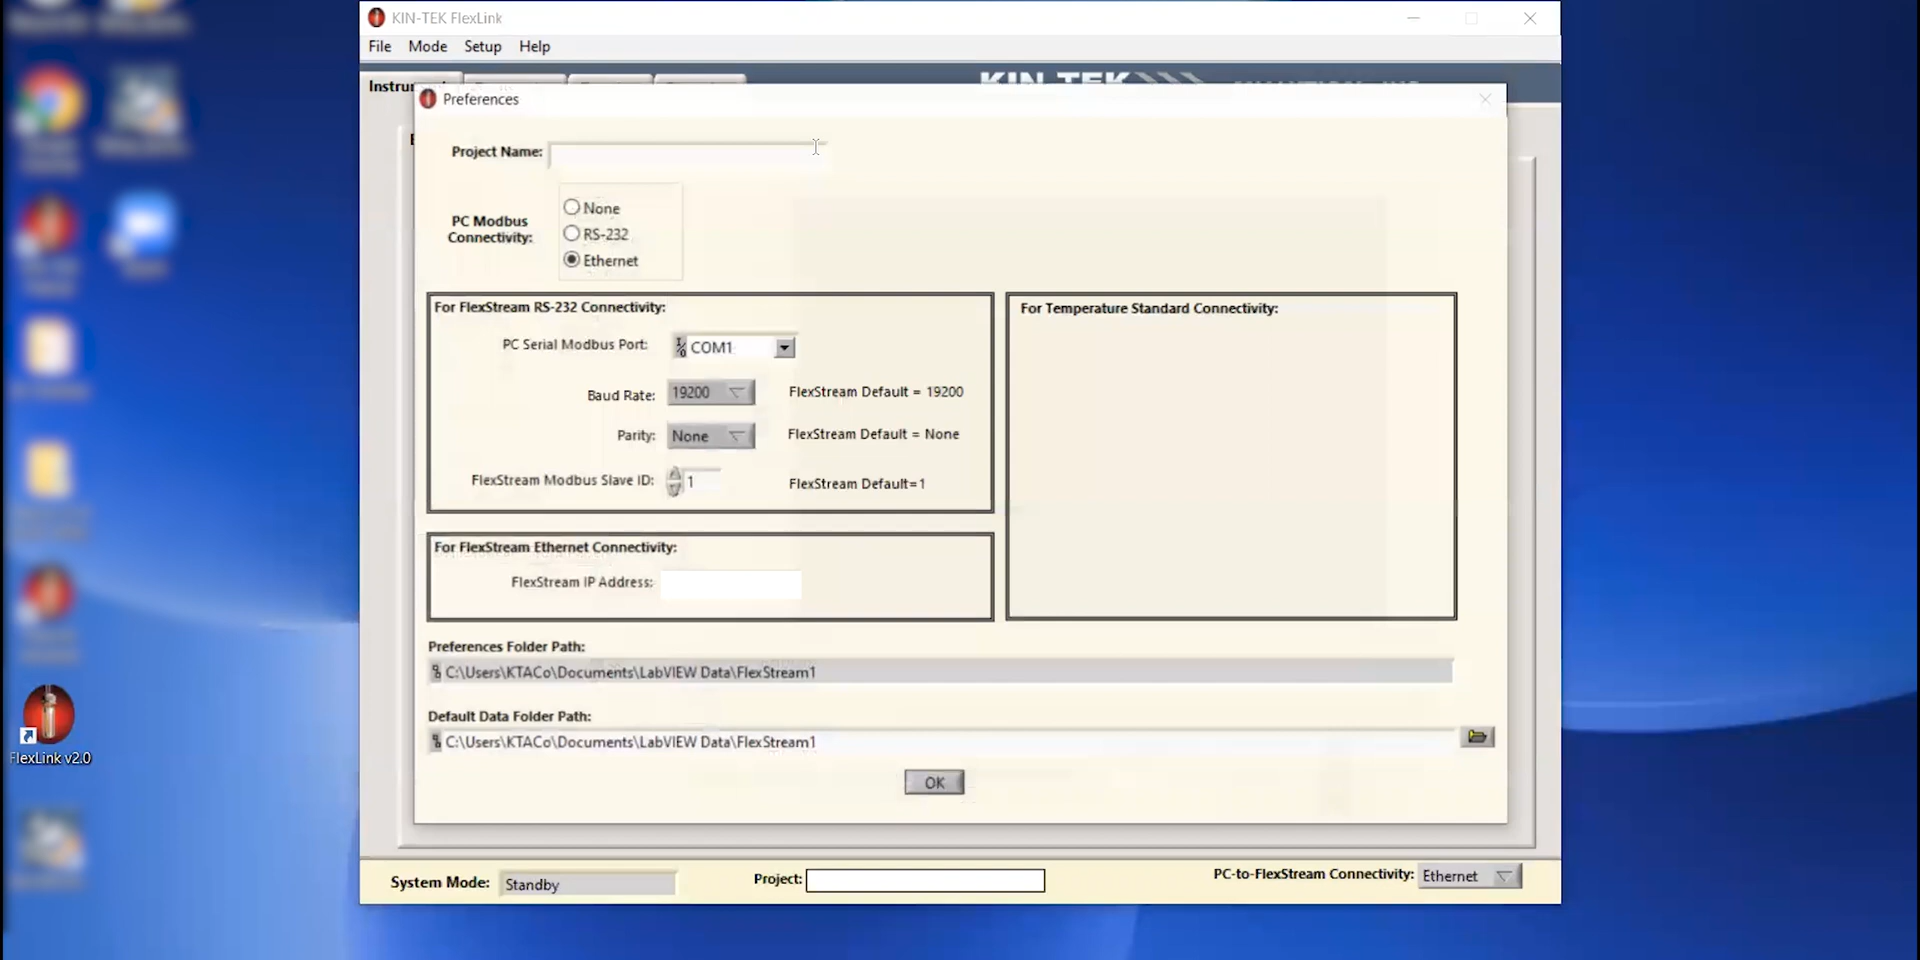 KIN-TEK FlexLink
File Mode Setup Help
KIN-TEK
Preferences
Project Name:
PC Modbus
Connectivity:
None
RS-232
Ethernet
For FlexStream RS-232 Connectivity:
PC Serial Modbus Port: COM1
Baud Rate: 19200 FlexStream Default = 19200
Parity: None FlexStream Default = None
FlexStream Modbus Slave ID: 1 FlexStream Default=1
For Temperature Standard Connectivity:
For FlexStream Ethernet Connectivity:
FlexStream IP Address:
Preferences Folder Path:
C:\Users\KTACo\Documents\LabVIEW Data\FlexStream1
Default Data Folder Path:
C:\Users\KTACo\Documents\LabVIEW Data\FlexStream1
OK
System Mode: Standby Project: PC-to-FlexStream Connectivity: Ethernet
FlexLink v2.0